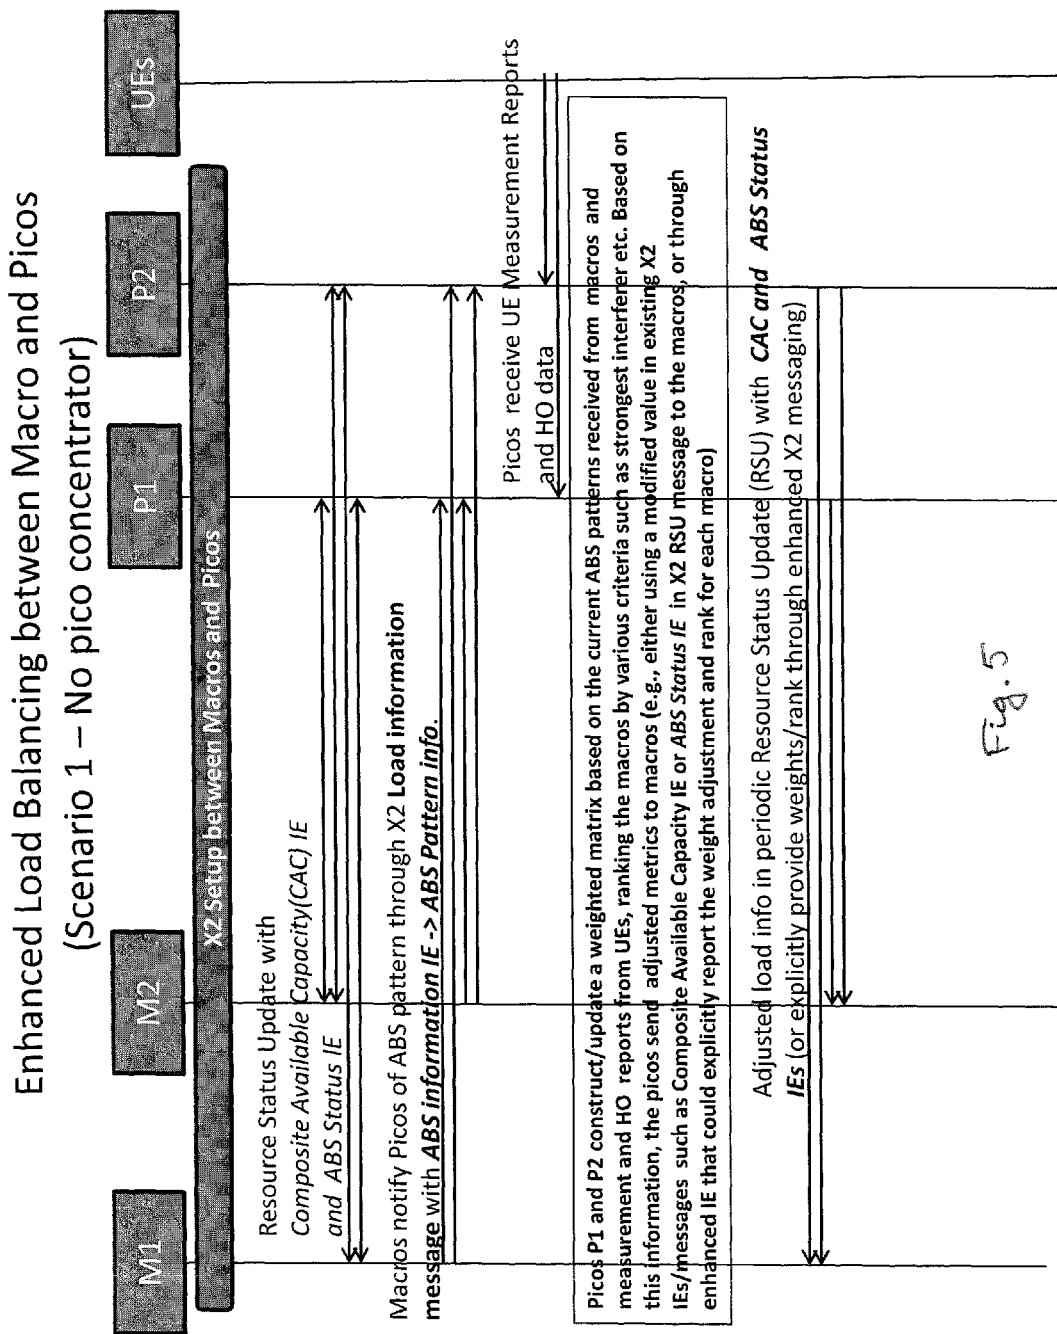 Enhanced Load Balancing between Macro and Picos
(Scenario 1 – No pico concentrator)
M1
M2
P1
P2
UEs
X2 Setup between Macros and Picos
Resource Status Update with
Composite Available Capacity(CAC) IE
and ABS Status IE
Macros notify Picos of ABS pattern through X2 Load information
message with ABS information IE -> ABS Pattern info.
Picos receive UE Measurement Reports
and HO data
Picos P1 and P2 construct/update a weighted matrix based on the current ABS patterns received from macros and
measurement and HO reports from UEs, ranking the macros by various criteria such as strongest interferer etc. Based on
this information, the picos send adjusted metrics to macros (e.g., either using a modified value in existing X2
IEs/messages such as Composite Available Capacity IE or ABS Status IE in X2 RSU message to the macros, or through
enhanced IE that could explicitly report the weight adjustment and rank for each macro)
Adjusted load info in periodic Resource Status Update (RSU) with CAC and ABS Status
IEs (or explicitly provide weights/rank through enhanced X2 messaging)
Fig. 5